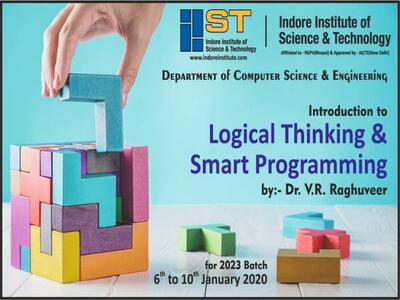 IIST
Indore Institute of
Science & Technology
www.indoreinstitute.com
Indore Institute of
Science & Technology
Affiliated to - RGPV(Bhopal) & Approved by - AICTE(New Delhi)
Department of Computer Science & Engineering
Introduction to
Logical Thinking &
Smart Programming
by:- Dr. V.R. Raghuveer
for 2023 Batch
6th to 10th January 2020